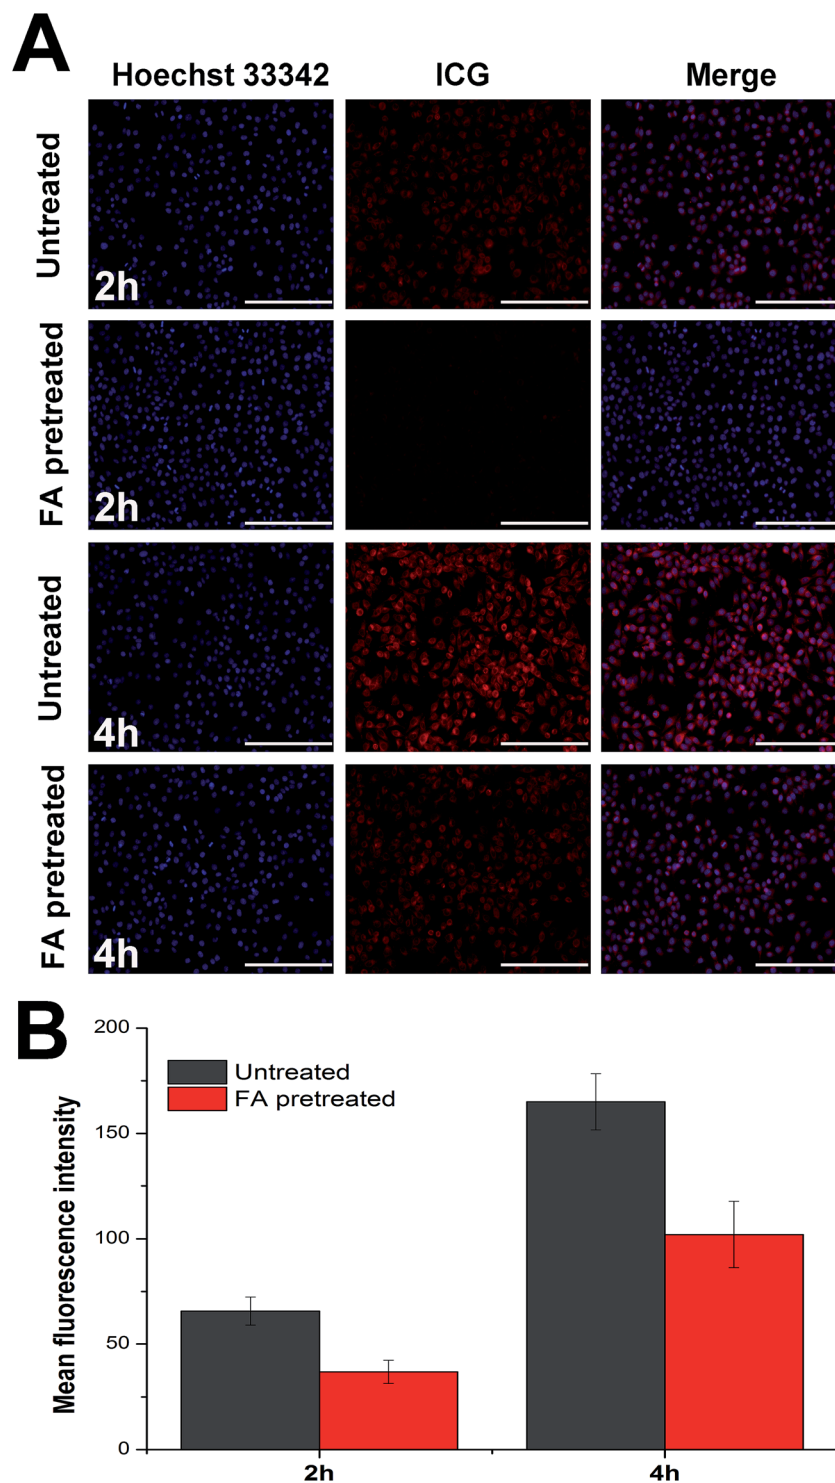 A
Hoechst 33342 ICG Merge
Untreated
2h
FA pretreated
2h
Untreated
4h
FA pretreated
4h
B
200
150
100
50
0
Mean fluorescence intensity
Untreated
FA pretreated
2h 4h